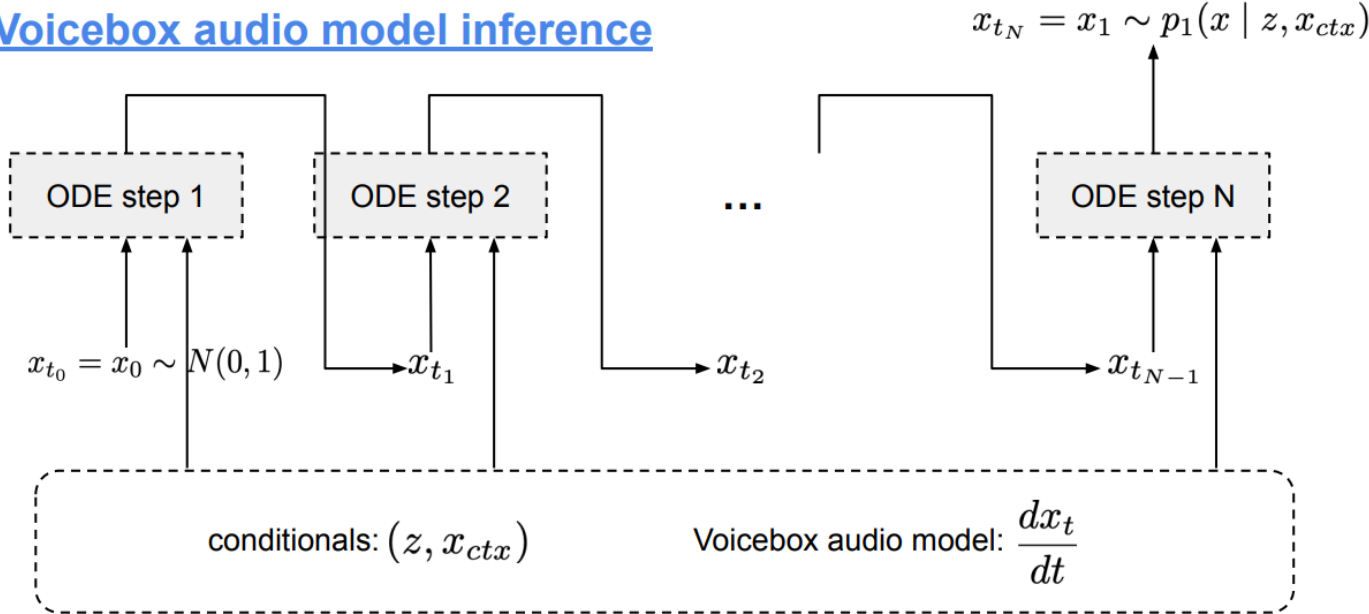 Voicebox audio model inference
x_{t_N} = x_1 ∼ p_1(x | z, x_{ctx})
ODE step 1
ODE step 2
...
ODE step N
x_{t_0} = x_0 ∼ N(0, 1)
x_{t_1}
x_{t_2}
x_{t_{N−1}}
conditionals: (z, x_{ctx})
Voicebox audio model: \frac{dx_t}{dt}